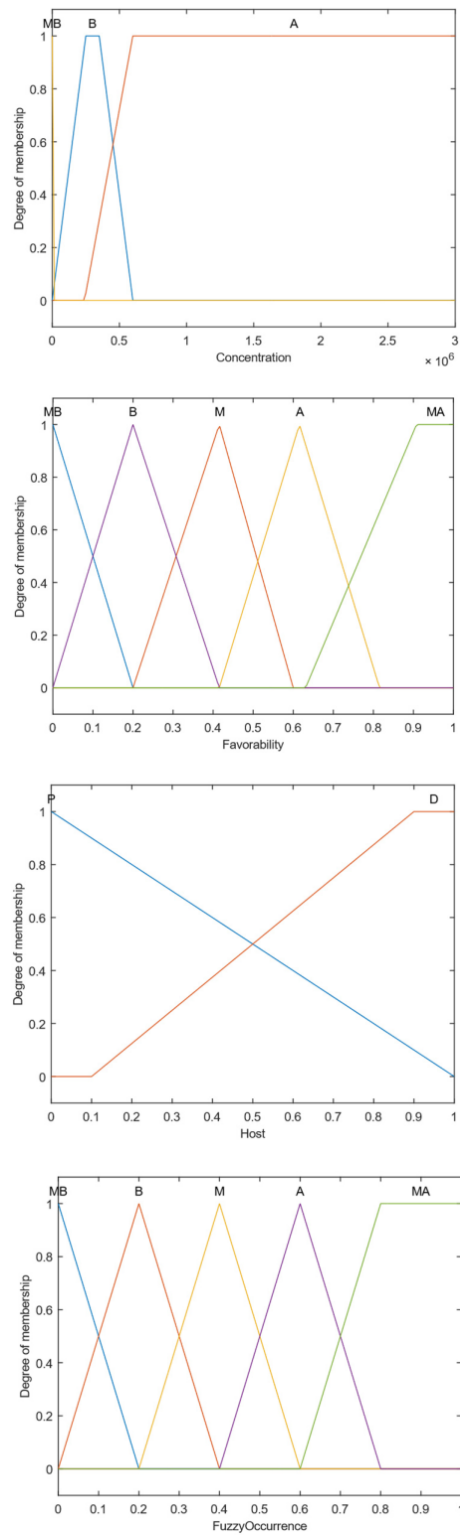 MB B A
Degree of membership
1
0.8
0.6
0.4
0.2
0
0 0.5 1 1.5 2 2.5 3
Concentration
× 10⁶
MB B M A MA
Degree of membership
1
0.8
0.6
0.4
0.2
0
0 0.1 0.2 0.3 0.4 0.5 0.6 0.7 0.8 0.9 1
Favorability
P D
Degree of membership
1
0.8
0.6
0.4
0.2
0
0 0.1 0.2 0.3 0.4 0.5 0.6 0.7 0.8 0.9 1
Host
MB B M A MA
Degree of membership
1
0.8
0.6
0.4
0.2
0
0 0.1 0.2 0.3 0.4 0.5 0.6 0.7 0.8 0.9 1
FuzzyOccurrence